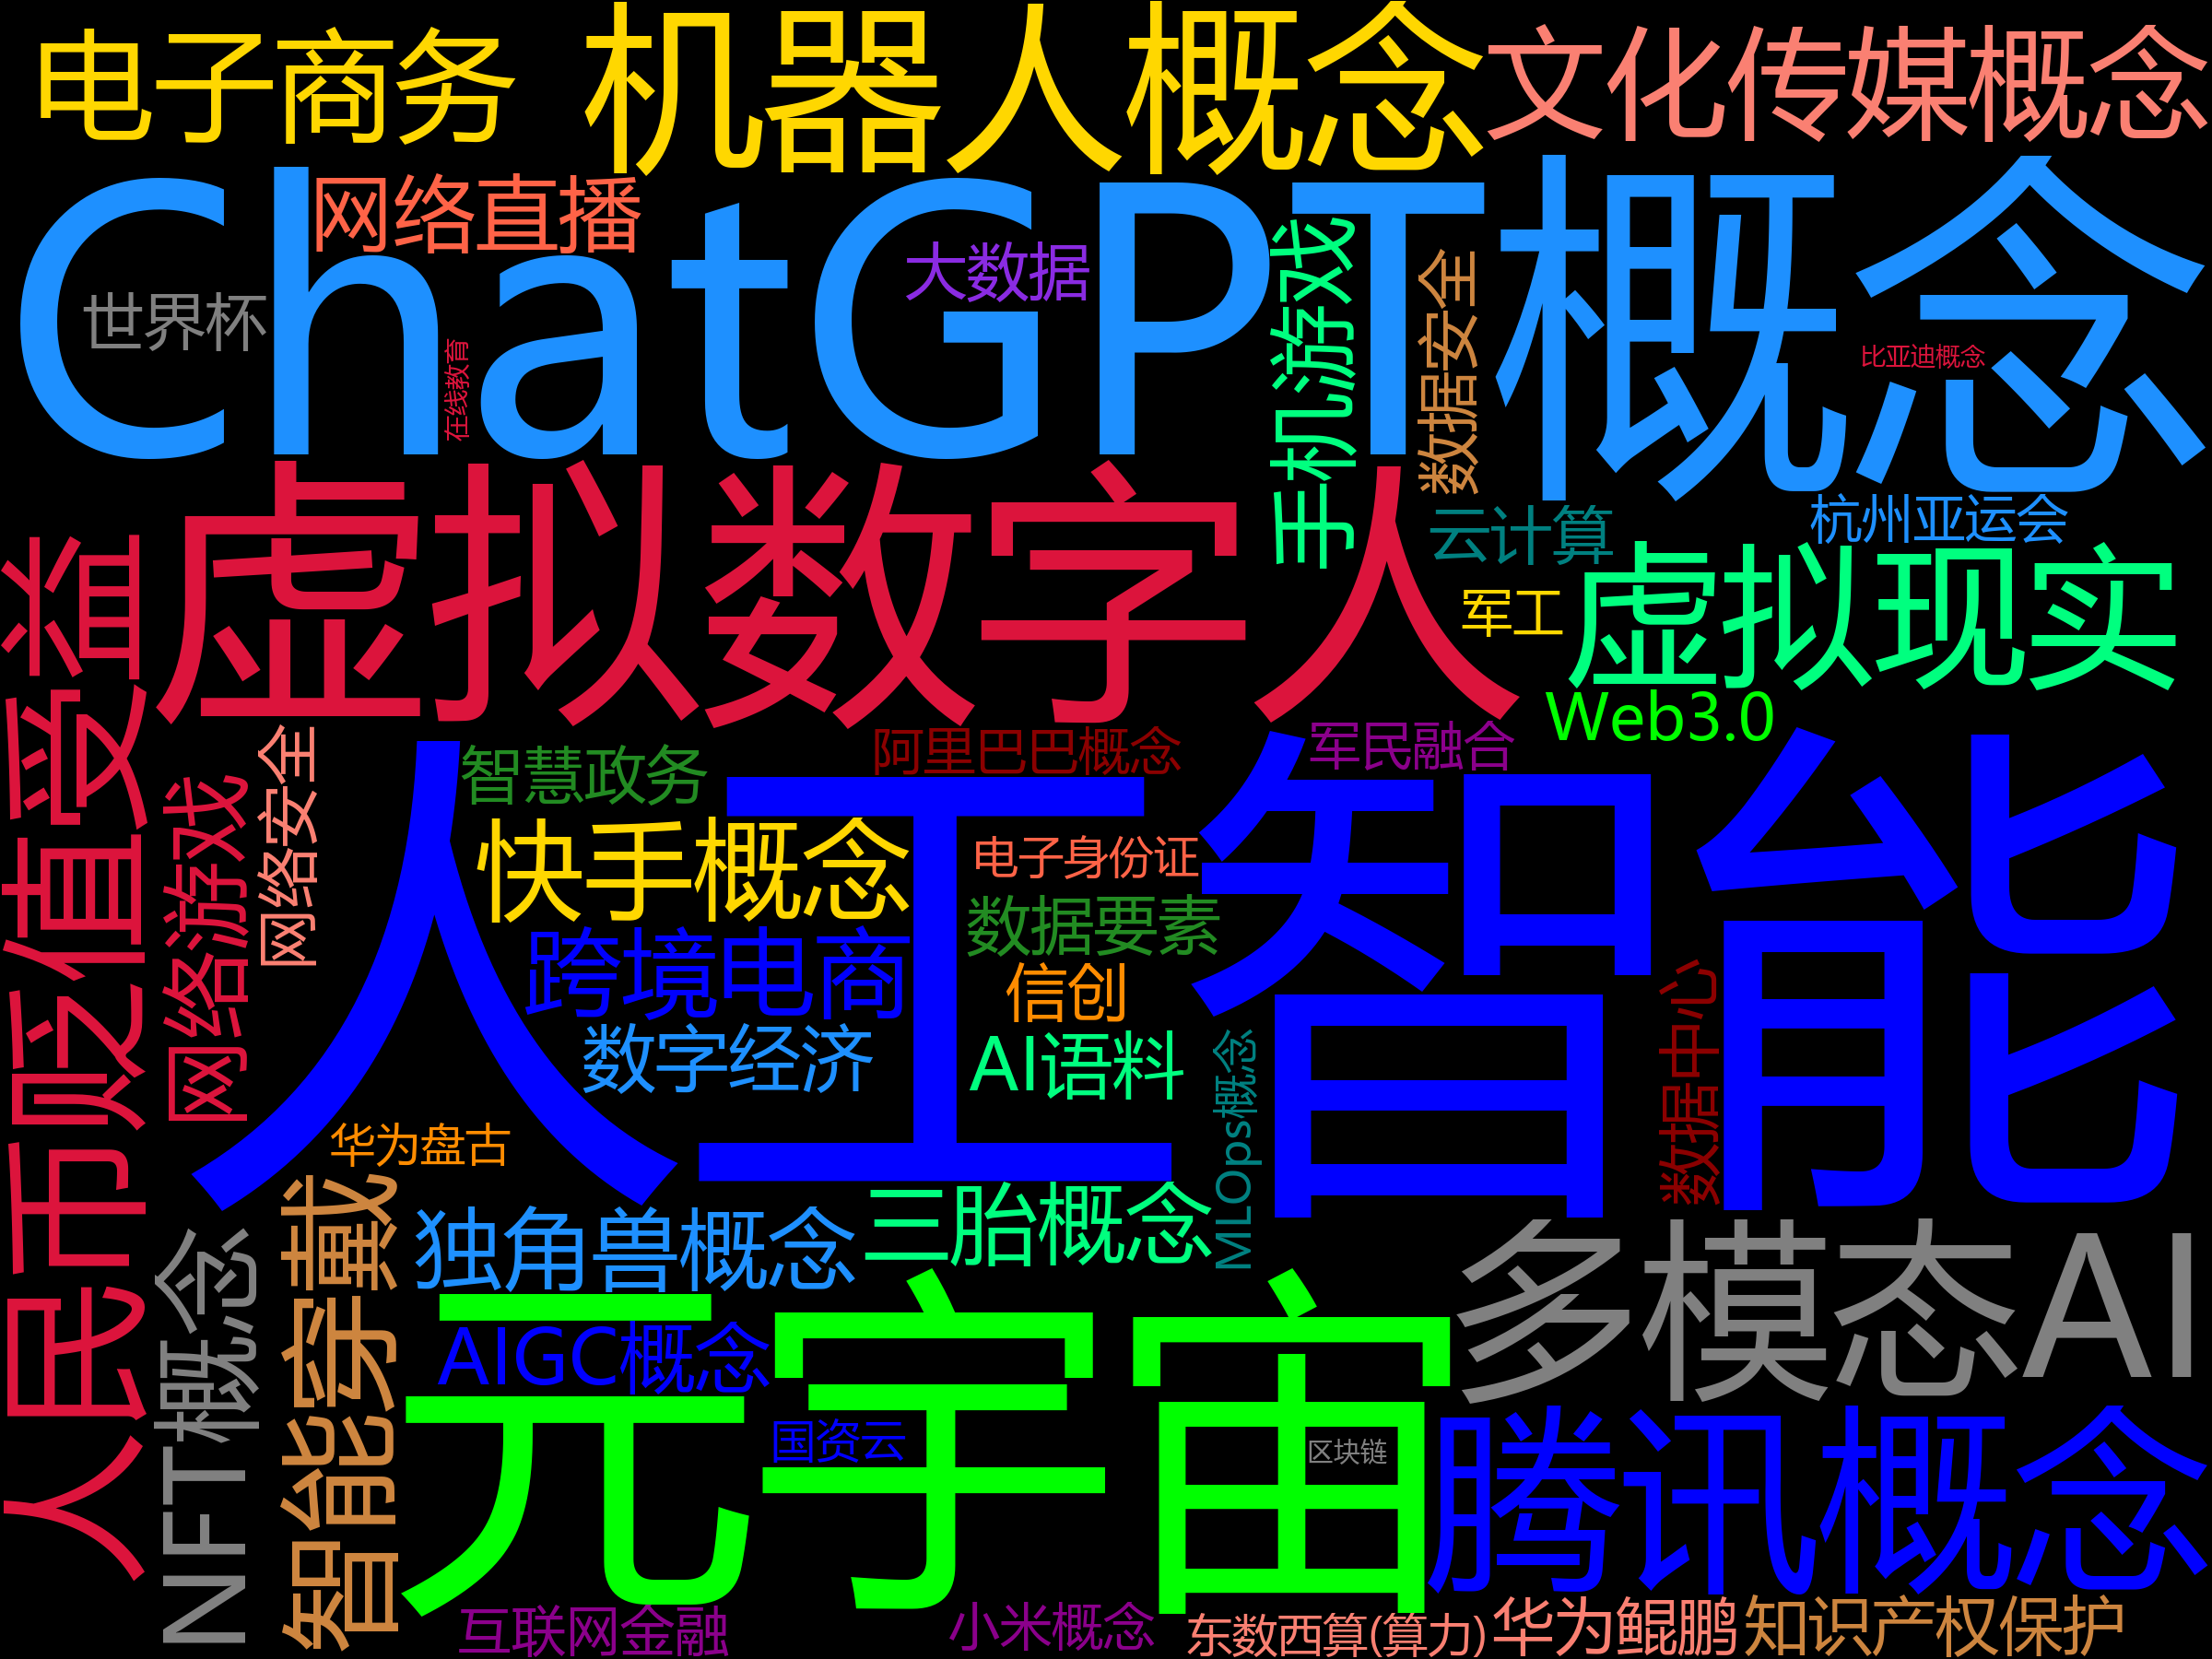 电子商务
机器人概念
文化传媒概念
ChatGPT概念
网络直播
大数据
世界杯
在线教育
手机游戏
数据安全
比亚迪概念
虚拟数字人
云计算
杭州亚运会
军工
虚拟现实
Web3.0
人民市贬值受益
网络游戏
网络安全
智慧政务
阿里巴巴概念
军民融合
人工智能
快手概念
电子身份证
跨境电商
数据要素
信创
数字经济
AI语料
MLOps概念
数据中心
华为盘古
独角兽概念
三胎概念
多模态AI
NFT概念
智能穿戴
AIGC概念
元宇宙
国资云
区块链
腾讯概念
互联网金融
小米概念
东数西算(算力)
华为鲲鹏
知识产权保护